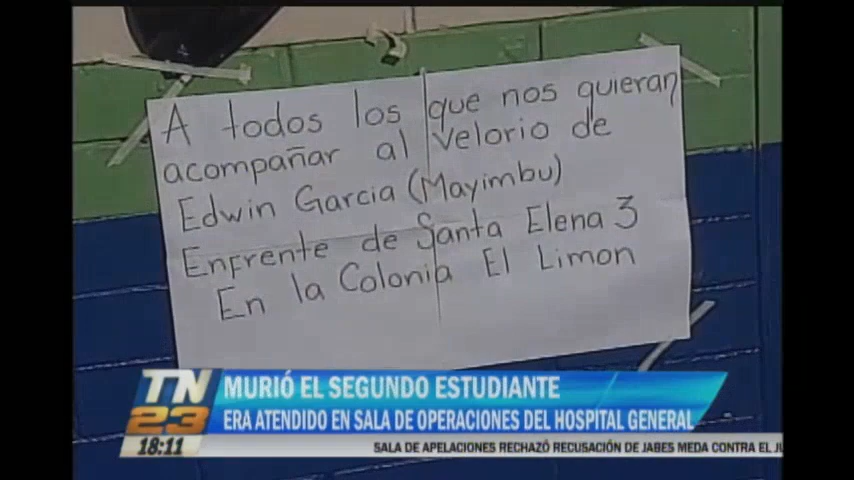 A todos los que nos quieran
acompañar al velorio de
Edwin Garcia (Mayimbu)
Enfrente de Santa Elena 3
En la Colonia El Limon
TN
23
18:11
MURIÓ EL SEGUNDO ESTUDIANTE
ERA ATENDIDO EN SALA DE OPERACIONES DEL HOSPITAL GENERAL
SALA DE APELACIONES RECHAZÓ RECUSACIÓN DE JABES MEDA CONTRA EL